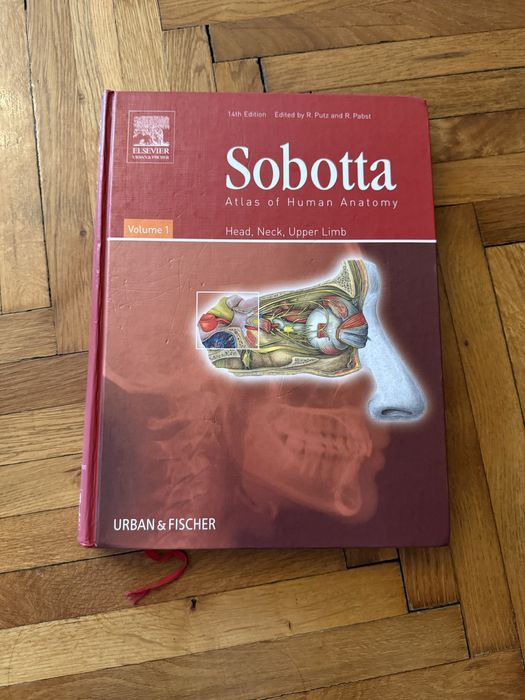 14th Edition Edited by R. Putz and R. Pabst
ELSEVIER
URBAN & FISCHER
Sobotta
Atlas of Human Anatomy
Volume 1
Head, Neck, Upper Limb
URBAN & FISCHER